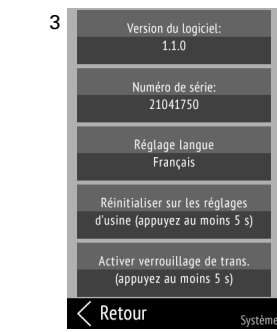 3
Version du logiciel:
1.1.0
Numéro de série:
21041750
Réglage langue
Français
Réinitialiser sur les réglages
d'usine (appuyez au moins 5 s)
Activer verrouillage de trans.
(appuyez au moins 5 s)
Retour
Système